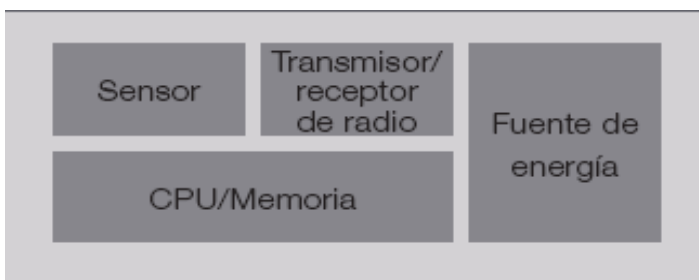 Sensor
Transmisor/
receptor
de radio
Fuente de
energía
CPU/Memoria